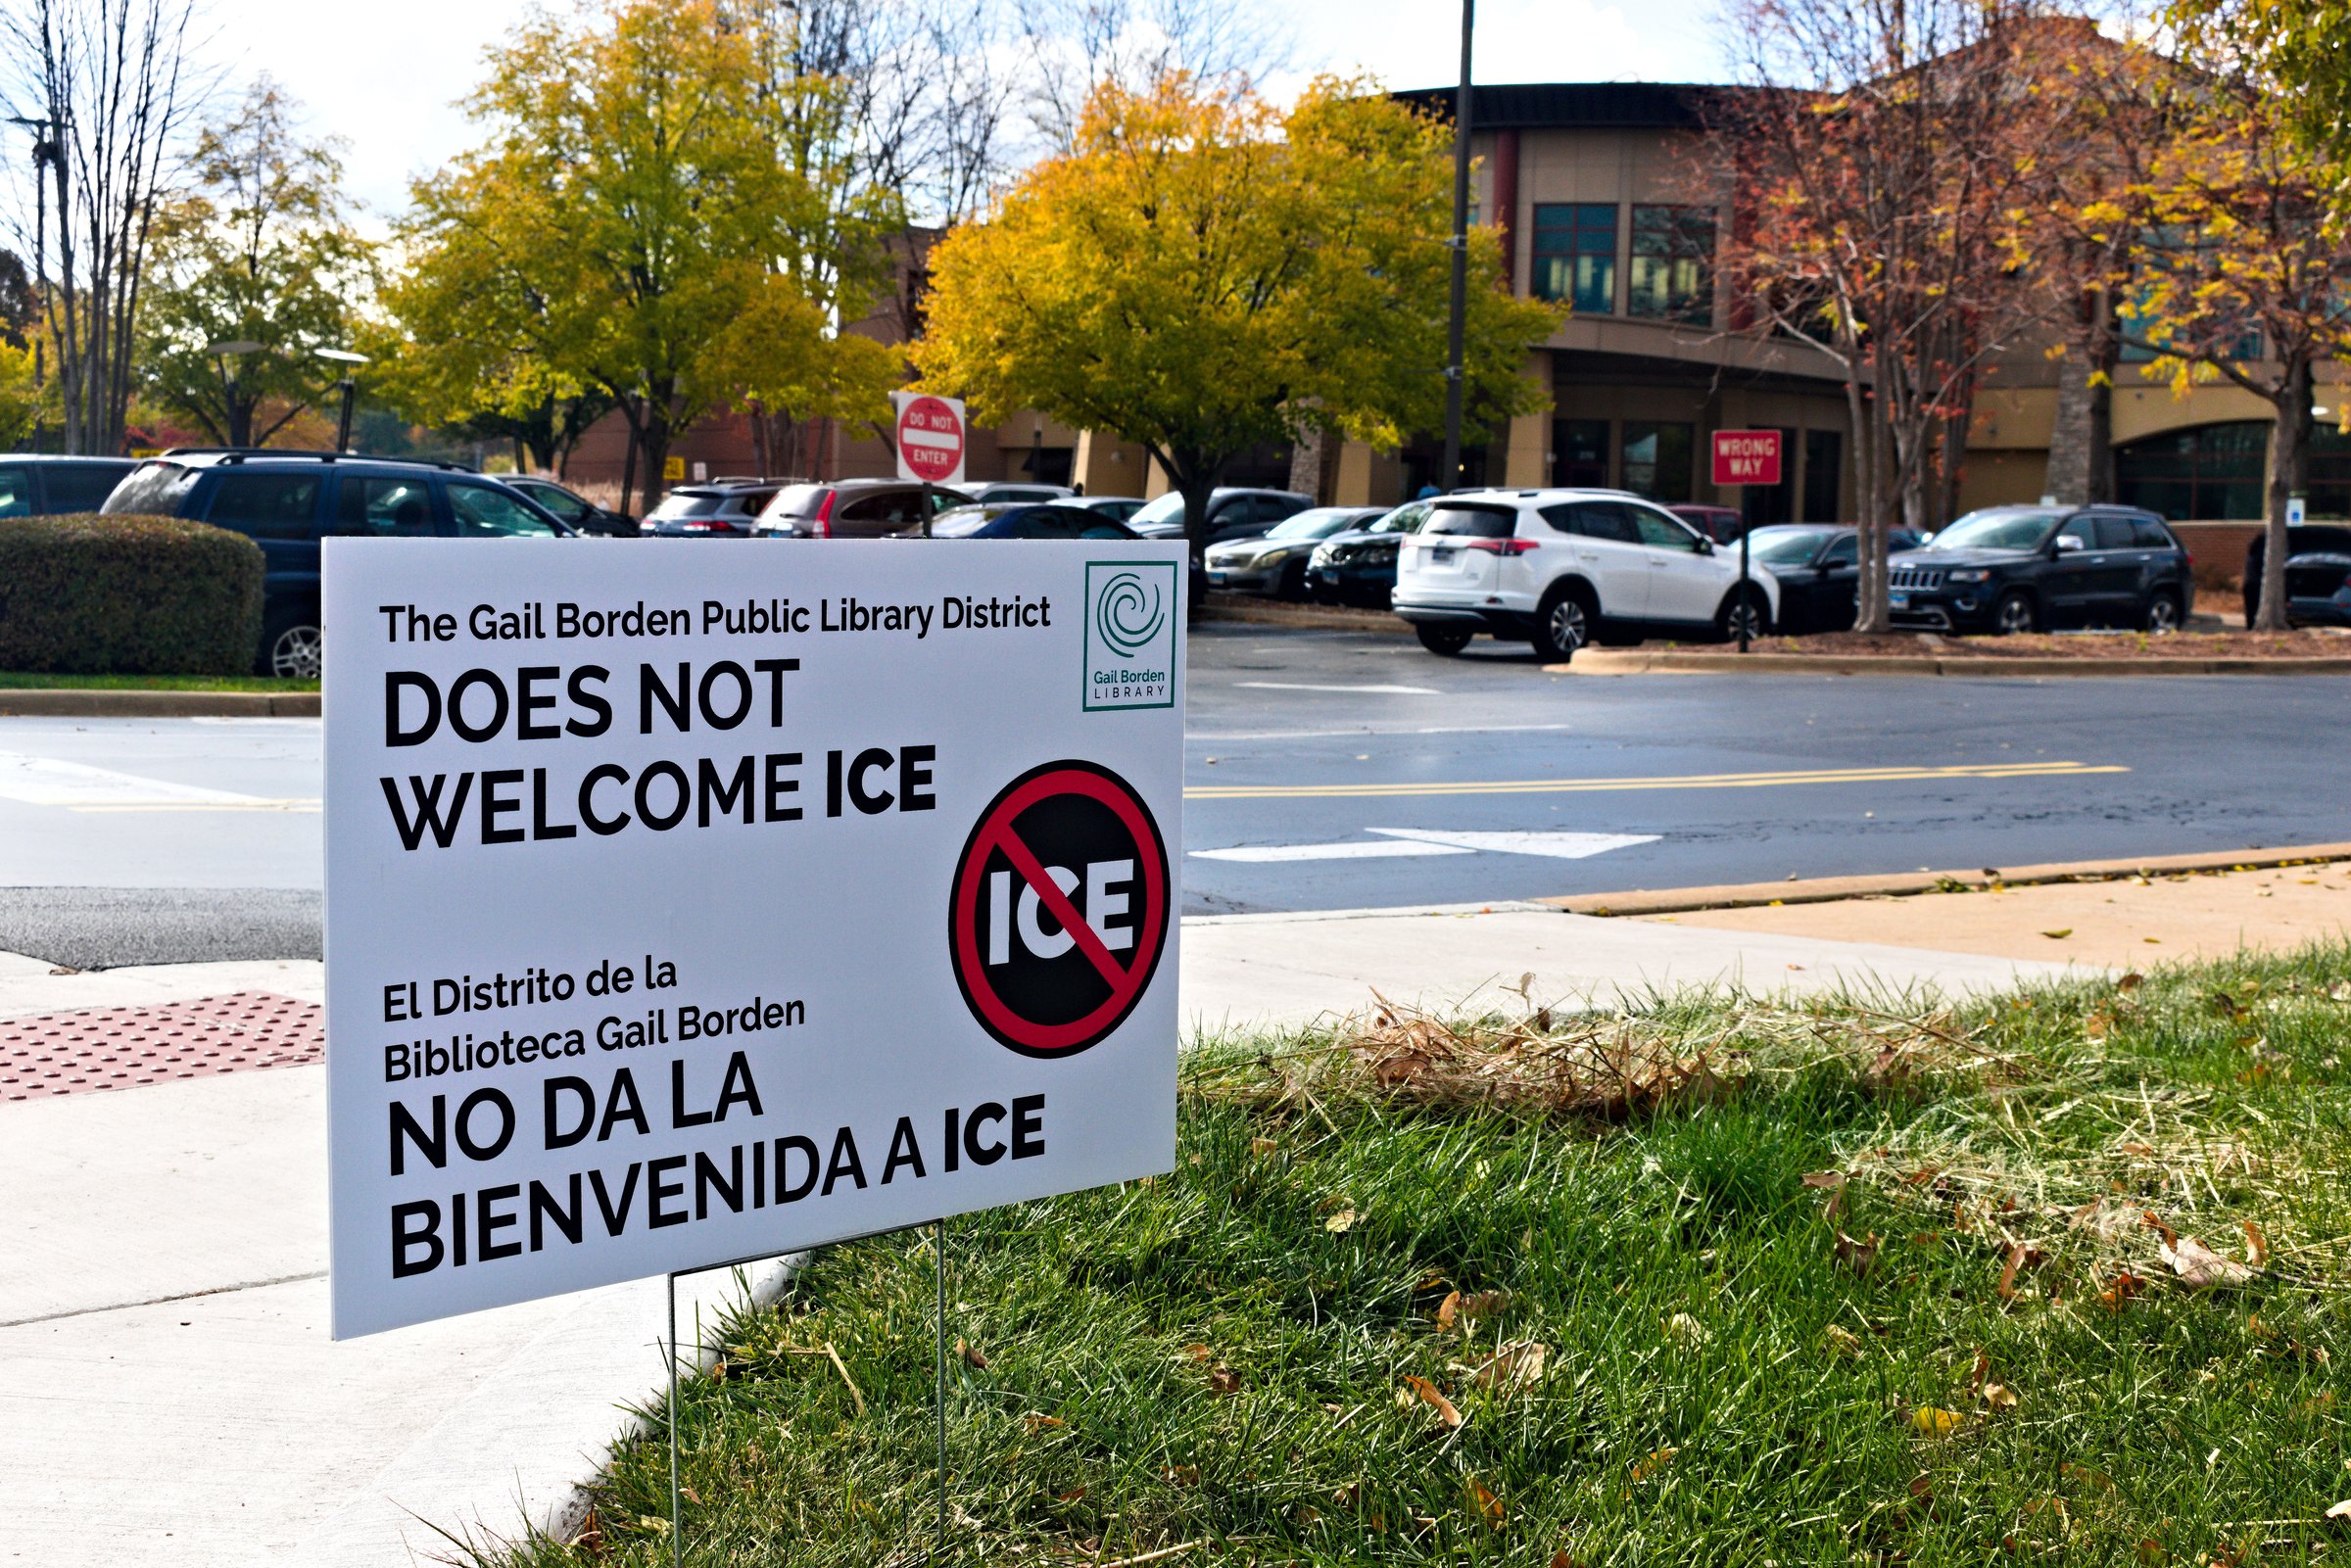 The Gail Borden Public Library District
DOES NOT
WELCOME ICE
Gail Borden
LIBRARY
ICE
El Distrito de la
Biblioteca Gail Borden
NO DA LA
BIENVENIDA A ICE
DO NOT
ENTER
WRONG
WAY